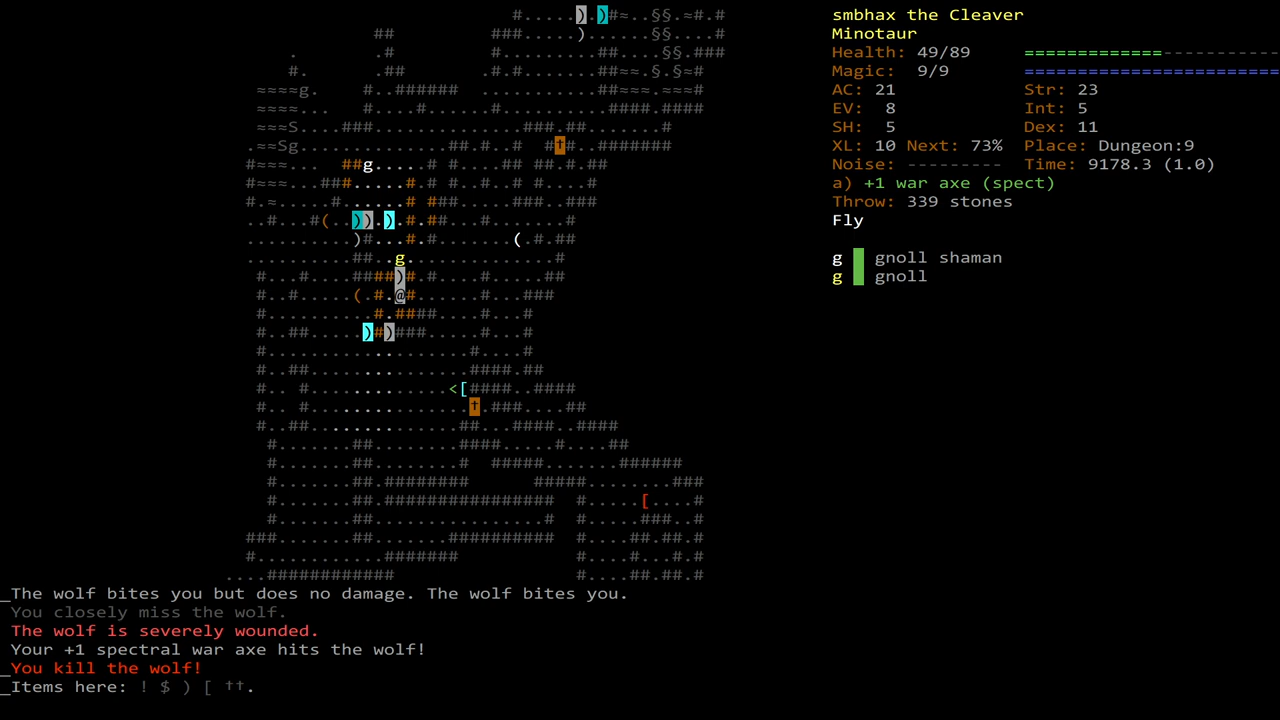 smbhax the Cleaver
Minotaur
Health: 49/89 =============-----------
Magic: 9/9 ========================
AC: 21 Str: 23
EV: 8 Int: 5
SH: 5 Dex: 11
XL: 10 Next: 73% Place: Dungeon:9
Noise: --------- Time: 9178.3 (1.0)
a) +1 war axe (spect)
Throw: 339 stones
Fly
g gnoll shaman
g gnoll
_The wolf bites you but does no damage. The wolf bites you.
You closely miss the wolf.
The wolf is severely wounded.
Your +1 spectral war axe hits the wolf!
_You kill the wolf!
_Items here: ! $ ) [ ††.